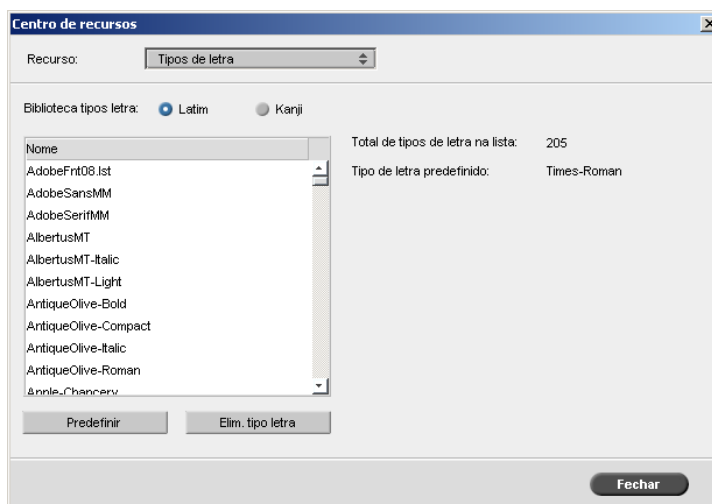 Centro de recursos
Recurso: Tipos de letra
Biblioteca tipos letra: Latim Kanji
Nome
AdobeFnt08.lst
AdobeSansMM
AdobeSerifMM
AlbertusMT
AlbertusMT-Italic
AlbertusMT-Light
AntiqueOlive-Bold
AntiqueOlive-Compact
AntiqueOlive-Italic
AntiqueOlive-Roman
Apple-Chancery
Total de tipos de letra na lista: 205
Tipo de letra predefinido: Times-Roman
Predefinir Elim. tipo letra
Fechar